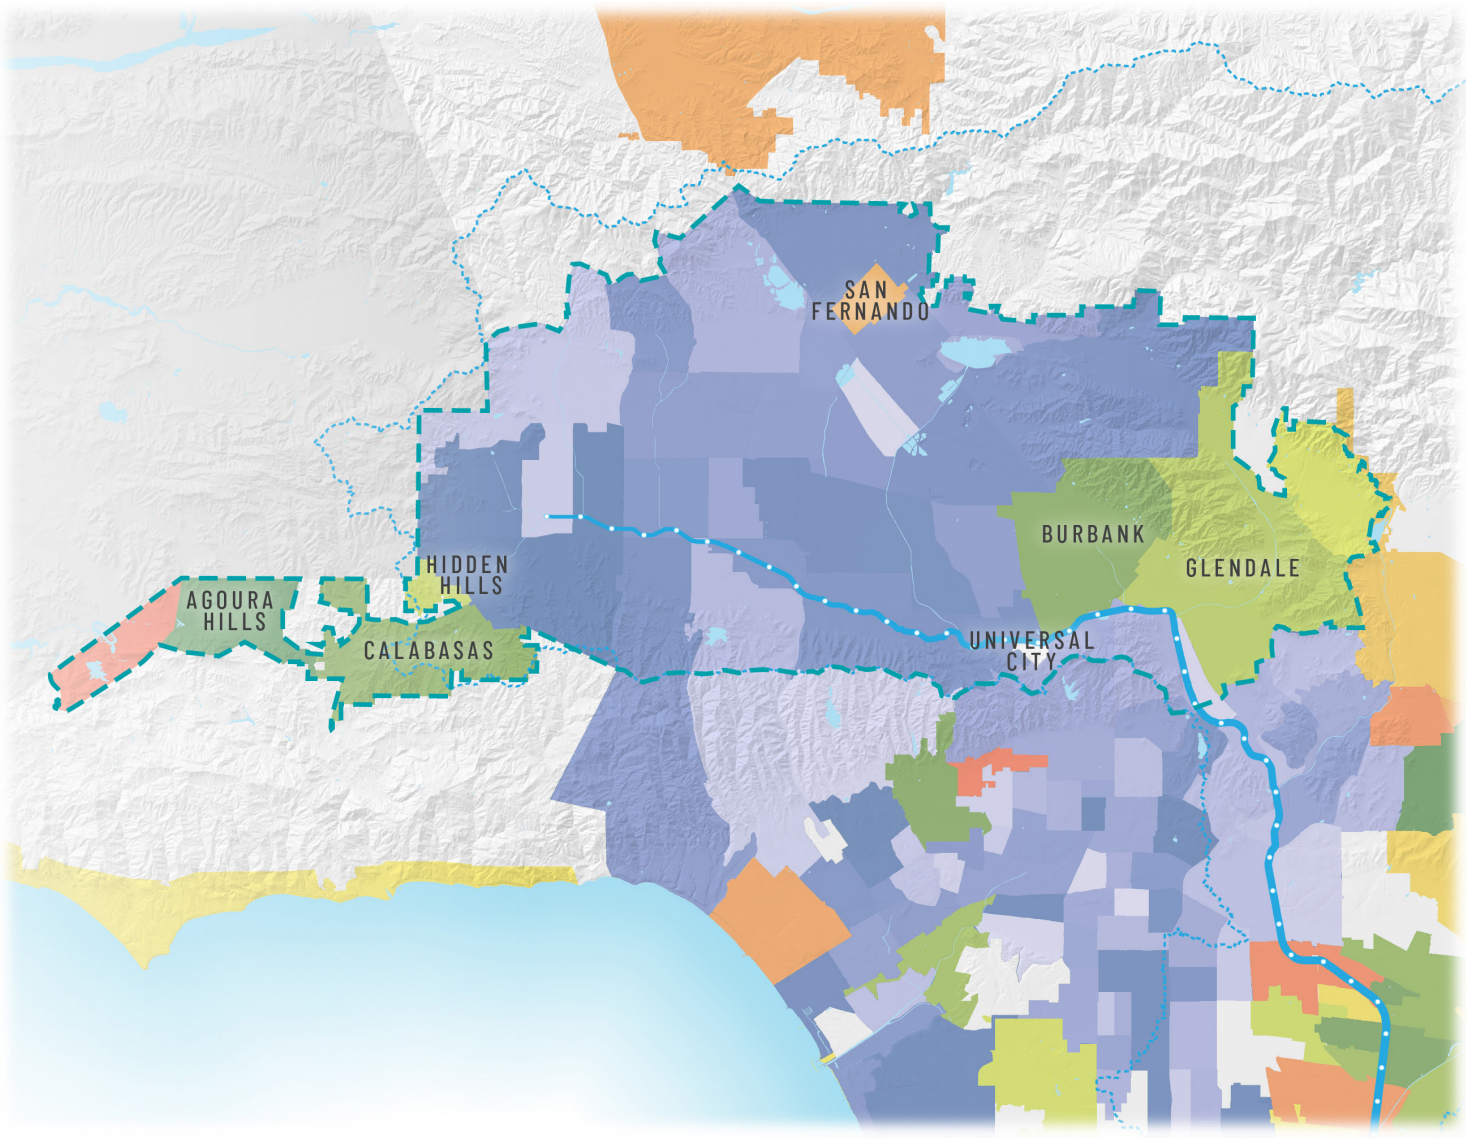 SAN
FERNANDO
BURBANK
GLENDALE
HIDDEN
HILLS
AGOURA
HILLS
CALABASAS
UNIVERSAL
CITY